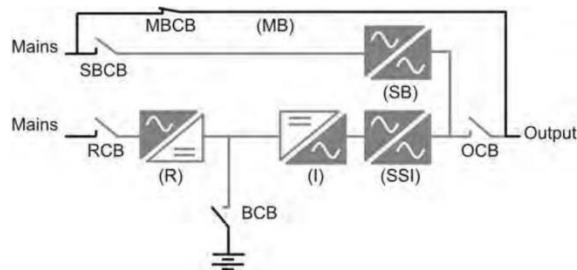 MBCB (MB)
Mains
SBCB
(SB)
Mains
Output
RCB
OCB
(R)
(I)
(SSI)
BCB